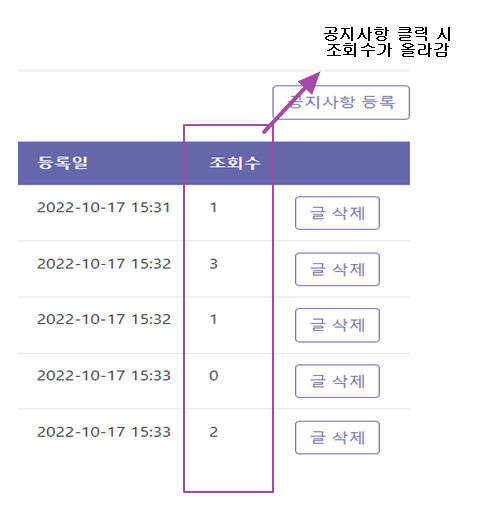 공지사항 클릭 시
조회수가 올라감
공지사항 등록
등록일 조회수
2022-10-17 15:31 1 글 삭제
2022-10-17 15:32 3 글 삭제
2022-10-17 15:32 1 글 삭제
2022-10-17 15:33 0 글 삭제
2022-10-17 15:33 2 글 삭제